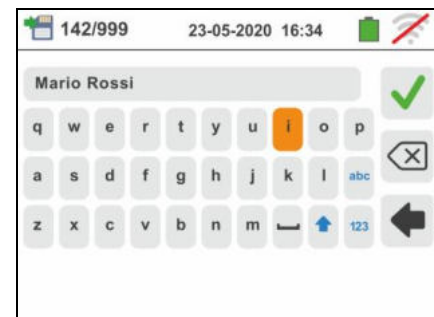 142/999 23-05-2020 16:34
Mario Rossi
q w e r t y u i o p
a s d f g h j k l abc
z x c v b n m 123